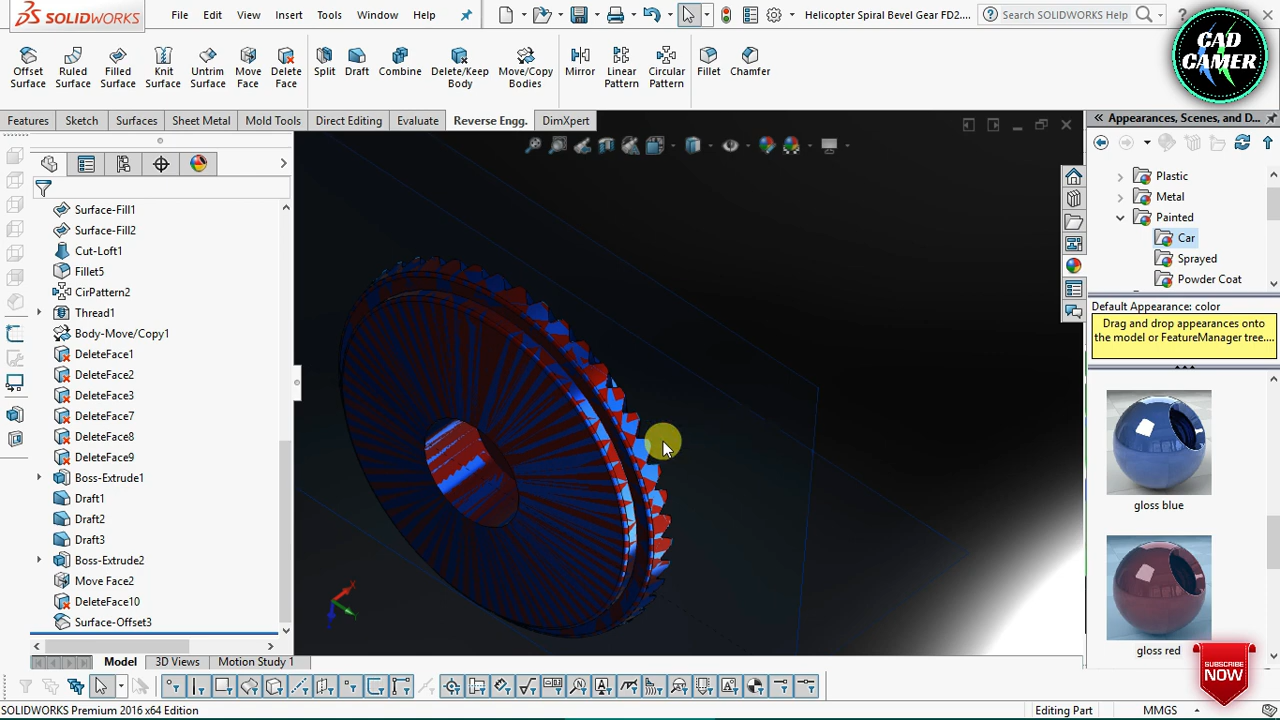 SOLIDWORKS File Edit View Insert Tools Window Help Helicopter Spiral Bevel Gear FD2.... Search SOLIDWORKS Help
CAD
CAMER
Offset Surface
Ruled Surface
Filled Surface
Knit Surface
Untrim Surface
Move Face
Delete Face
Split
Draft
Combine
Delete/Keep Body
Move/Copy Bodies
Mirror
Linear Pattern
Circular Pattern
Fillet
Chamfer
Features Sketch Surfaces Sheet Metal Mold Tools Direct Editing Evaluate Reverse Engg. DimXpert
Surface-Fill1
Surface-Fill2
Cut-Loft1
Fillet5
CirPattern2
Thread1
Body-Move/Copy1
DeleteFace1
DeleteFace2
DeleteFace3
DeleteFace7
DeleteFace8
DeleteFace9
Boss-Extrude1
Draft1
Draft2
Draft3
Boss-Extrude2
Move Face2
DeleteFace10
Surface-Offset3
Appearances, Scenes, and D...
Plastic
Metal
Painted
Car
Sprayed
Powder Coat
Default Appearance: color
Drag and drop appearances onto
the model or FeatureManager tree....
gloss blue
gloss red
SUBSCRIBE
NOW
X
Model 3D Views Motion Study 1
SOLIDWORKS Premium 2016 x64 Edition Editing Part MMGS